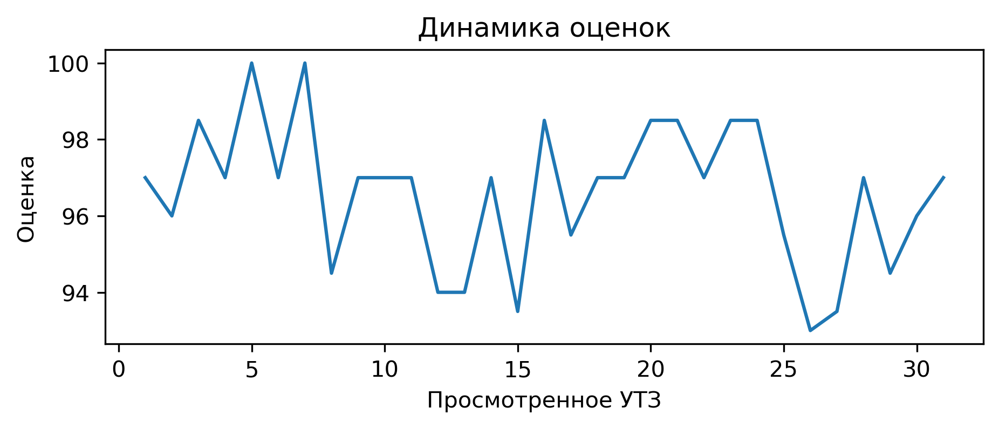 Динамика оценок
Оценка
100
98
96
94
0 5 10 15 20 25 30
Просмотренное УТЗ